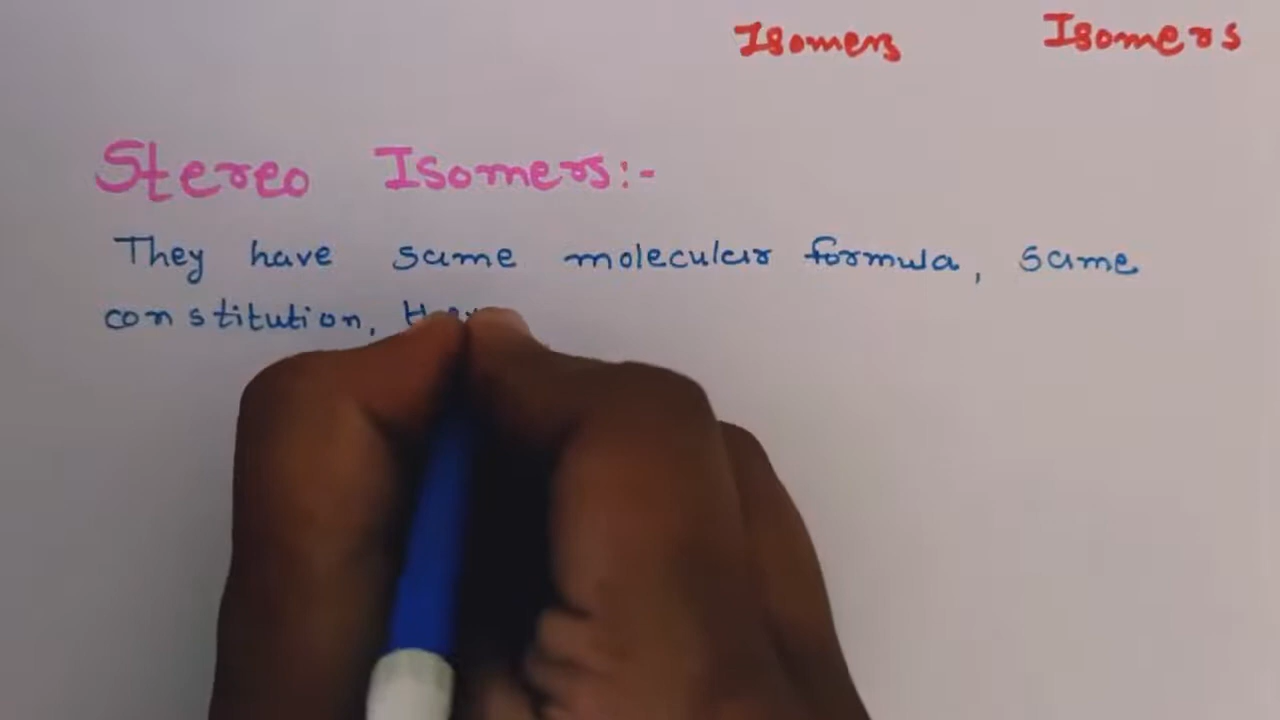 Isomers Isomers
Stereo Isomers:-
They have same molecular formula, same
constitution,